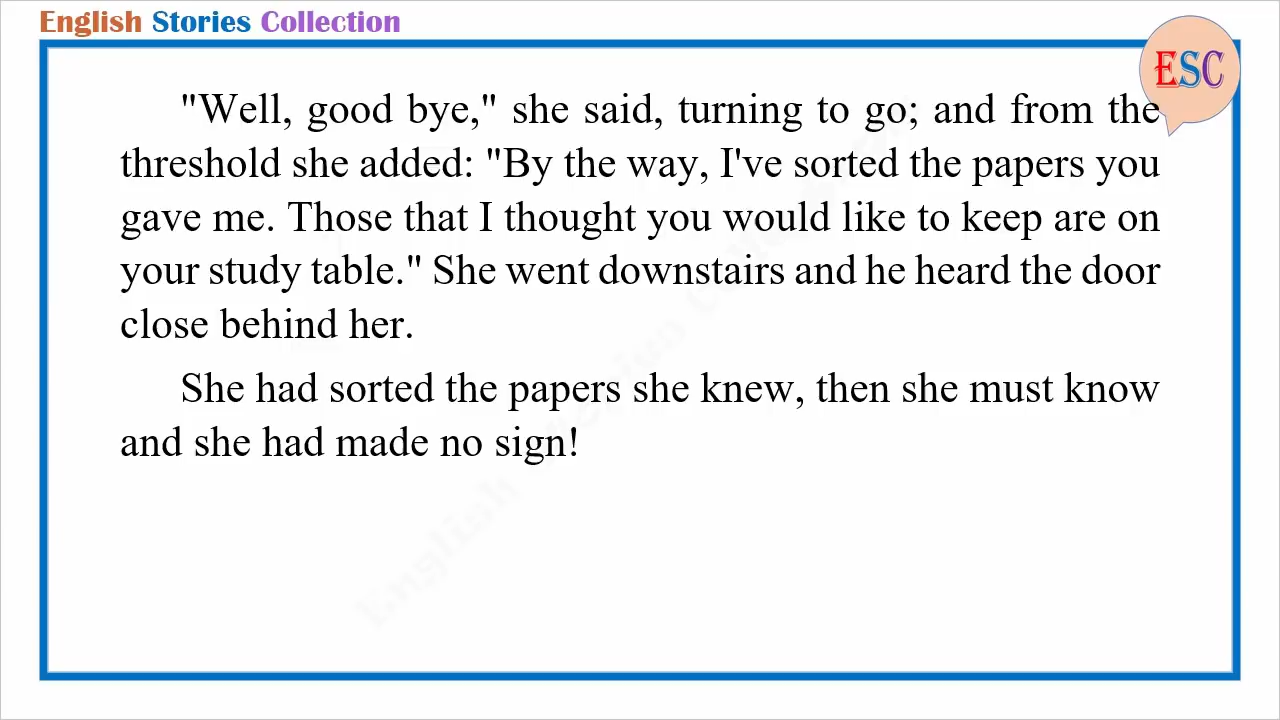 English Stories Collection
ESC
"Well, good bye," she said, turning to go; and from the
threshold she added: "By the way, I've sorted the papers you
gave me. Those that I thought you would like to keep are on
your study table." She went downstairs and he heard the door
close behind her.
She had sorted the papers she knew, then she must know
and she had made no sign!